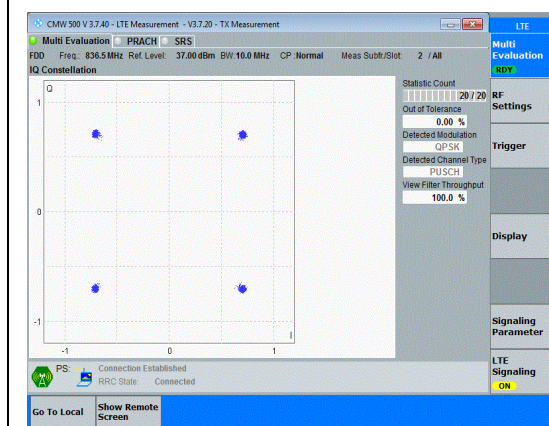 CMW 500 V 3.7.40 - LTE Measurement - V3.7.20 - TX Measurement
LTE
Multi Evaluation PRACH SRS
Multi Evaluation
RDY
FDD Freq.: 836.5 MHz Ref. Level: 37.00 dBm BW: 10.0 MHz CP :Normal Meas Subfr./Slot: 2 / All
IQ Constellation
Q
1
0
-1
-1 0 1
I
Statistic Count
20 / 20
Out of Tolerance
0.00 %
Detected Modulation
QPSK
Detected Channel Type
PUSCH
View Filter Throughput
100.0 %
RF
Settings
Trigger
Display
Signaling
Parameter
LTE
Signaling
ON
PS: Connection Established
RRC State: Connected
Go To Local
Show Remote
Screen